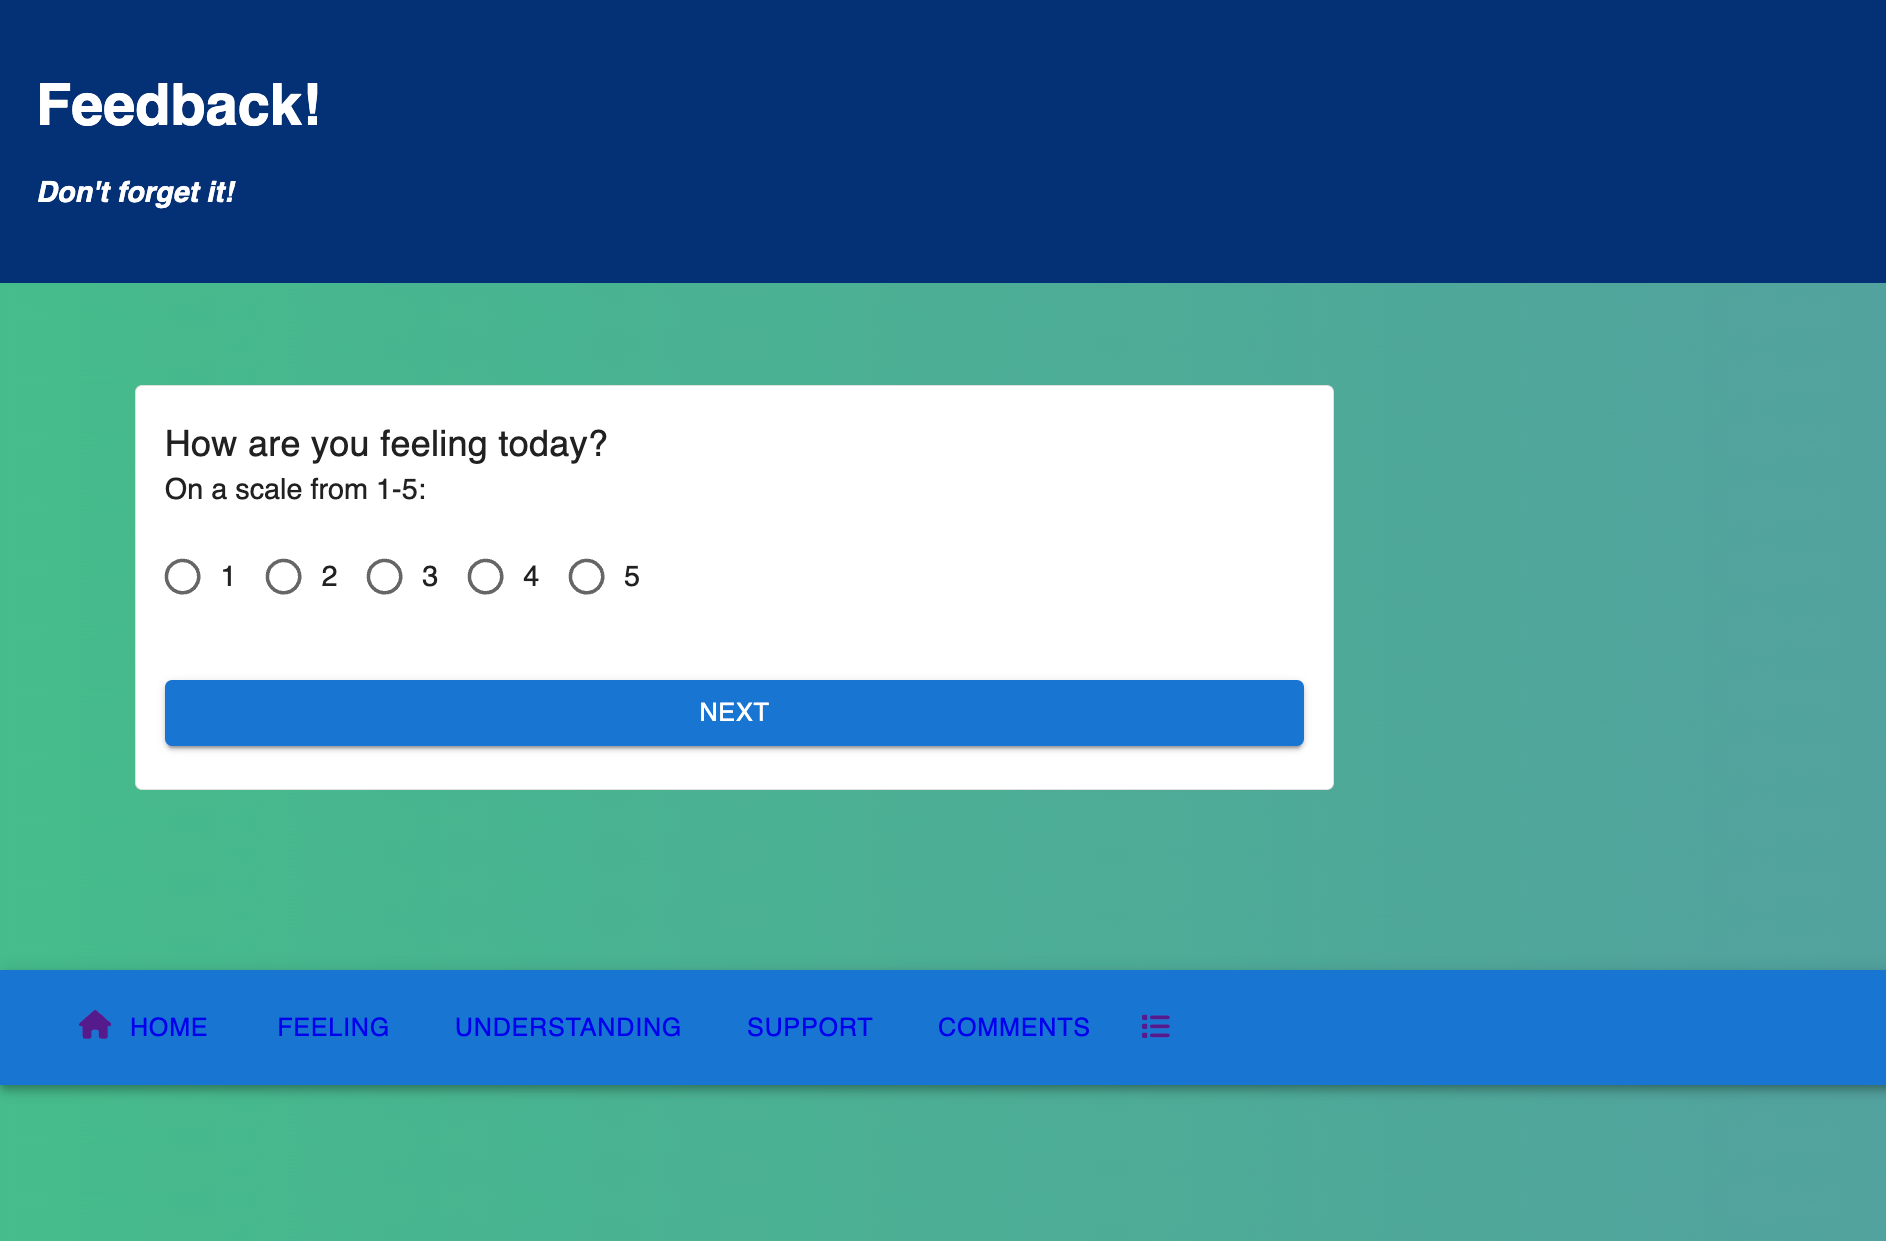 Feedback!
Don't forget it!
How are you feeling today?
On a scale from 1-5:
1 2 3 4 5
NEXT
HOME FEELING UNDERSTANDING SUPPORT COMMENTS